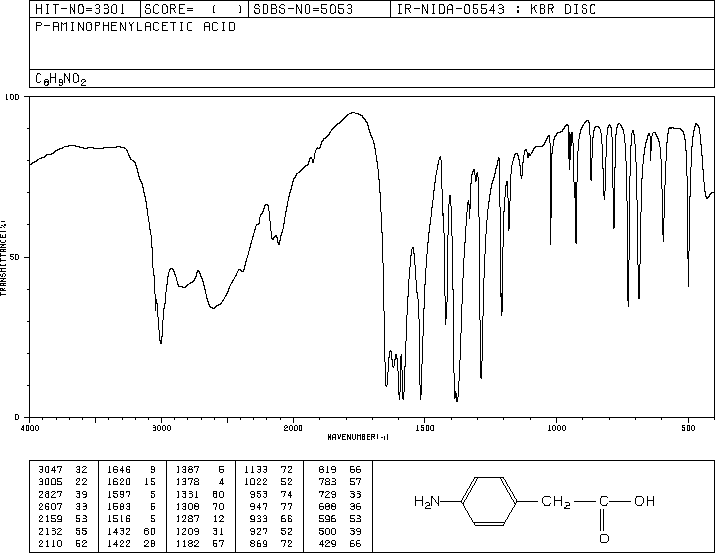 HIT-NO=3301 SCORE= ( ) SDBS-NO=5053 IR-NIDA-05543 : KBR DISC
P-AMINOPHENYLACETIC ACID
C8H9NO2
100
50
0
TRANSMITTANCE(%)
4000 3000 2000 1500 1000 500
WAVENUMBER(-1)
3047 32 1646 9 1387 5 1133 72 819 66
3005 22 1620 15 1378 4 1022 52 783 57
2827 39 1597 5 1331 60 953 74 729 33
2607 33 1583 5 1308 70 947 77 688 36
2159 53 1516 5 1287 12 933 66 596 53
2132 55 1432 60 1209 31 927 52 500 39
2110 52 1422 28 1182 57 869 72 429 66
H2N CH2 C OH
O